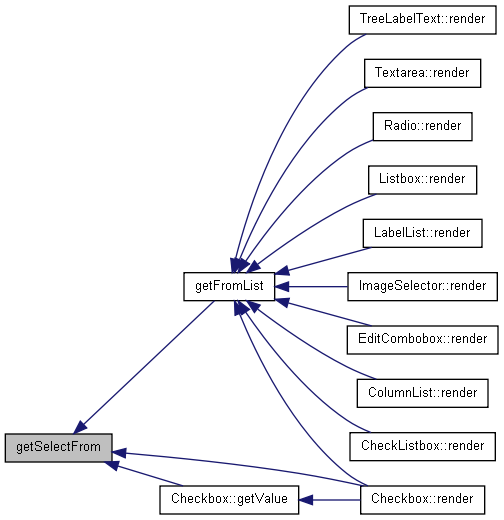 TreeLabelText::render
Textarea::render
Radio::render
Listbox::render
LabelList::render
getFromList
ImageSelector::render
EditCombobox::render
ColumnList::render
CheckListbox::render
getSelectFrom
Checkbox::getValue
Checkbox::render